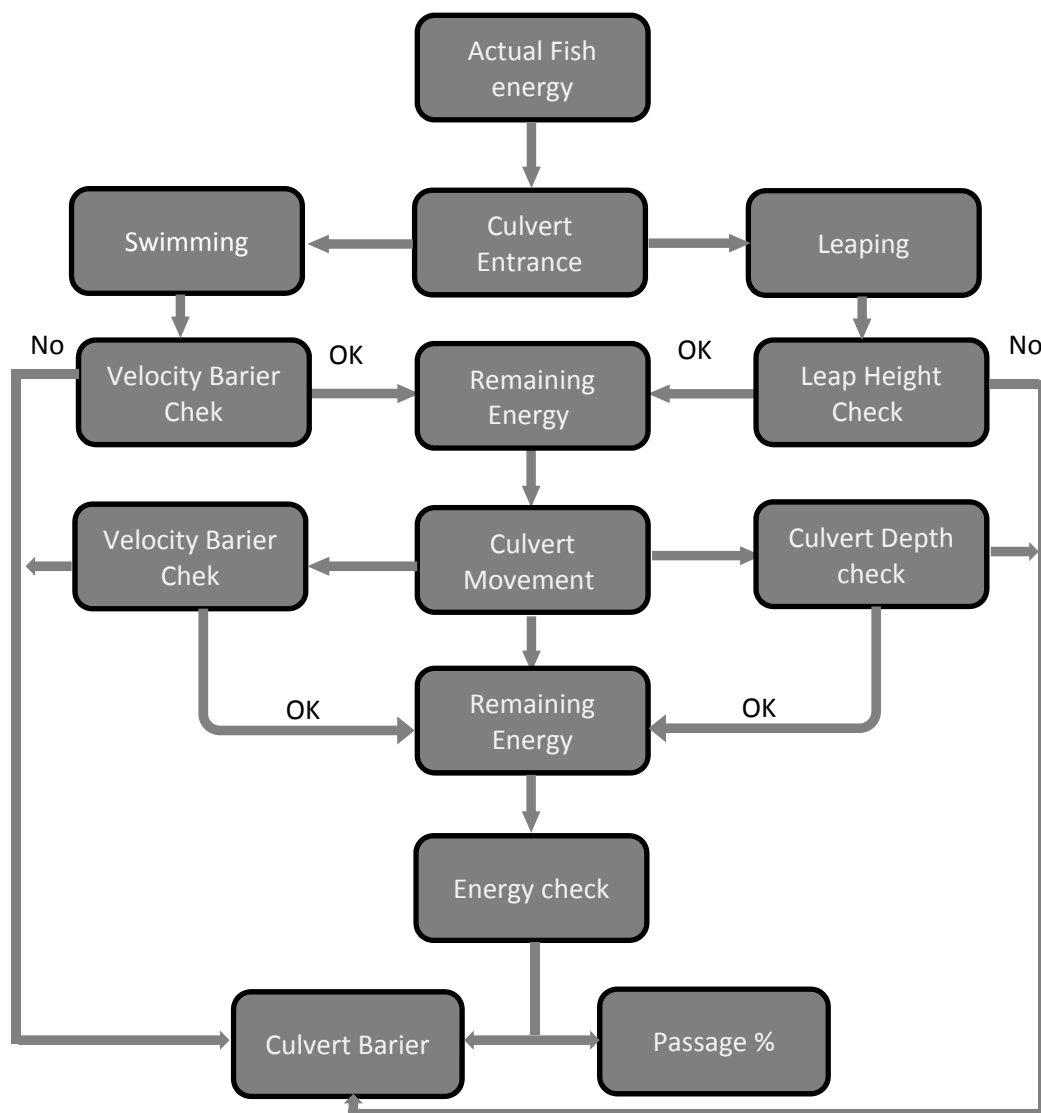 Actual Fish
energy
Swimming
Culvert
Entrance
Leaping
No
Velocity Barier
Chek
OK
Remaining
Energy
OK
Leap Height
Check
No
Velocity Barier
Chek
Culvert
Movement
Culvert Depth
check
OK
Remaining
Energy
OK
Energy check
Culvert Barier
Passage %